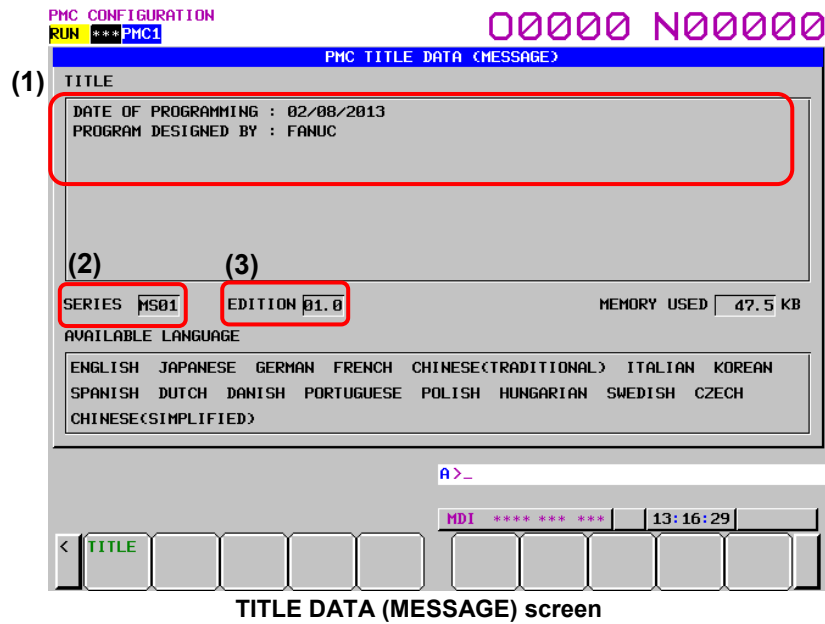 PMC CONFIGURATION
RUN ***PMC1
O0000 N00000
PMC TITLE DATA (MESSAGE)
(1)
TITLE
DATE OF PROGRAMMING : 02/08/2013
PROGRAM DESIGNED BY : FANUC
(2) (3)
SERIES MS01 EDITION 01.0 MEMORY USED 47.5 KB
AVAILABLE LANGUAGE
ENGLISH JAPANESE GERMAN FRENCH CHINESE(TRADITIONAL) ITALIAN KOREAN
SPANISH DUTCH DANISH PORTUGUESE POLISH HUNGARIAN SWEDISH CZECH
CHINESE(SIMPLIFIED)
A>_
MDI **** *** *** 13:16:29
< TITLE
TITLE DATA (MESSAGE) screen